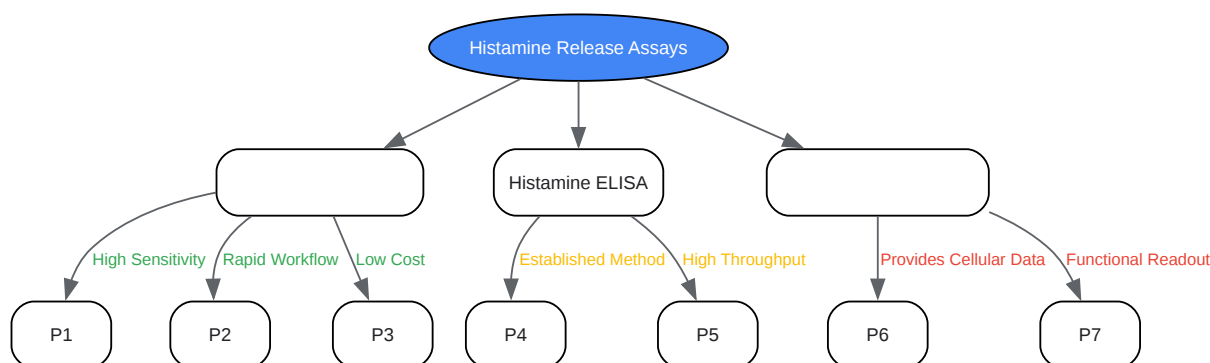 Histamine Release Assays
Histamine ELISA
High Sensitivity
Rapid Workflow
Low Cost
Established Method
High Throughput
Provides Cellular Data
Functional Readout
P1
P2
P3
P4
P5
P6
P7